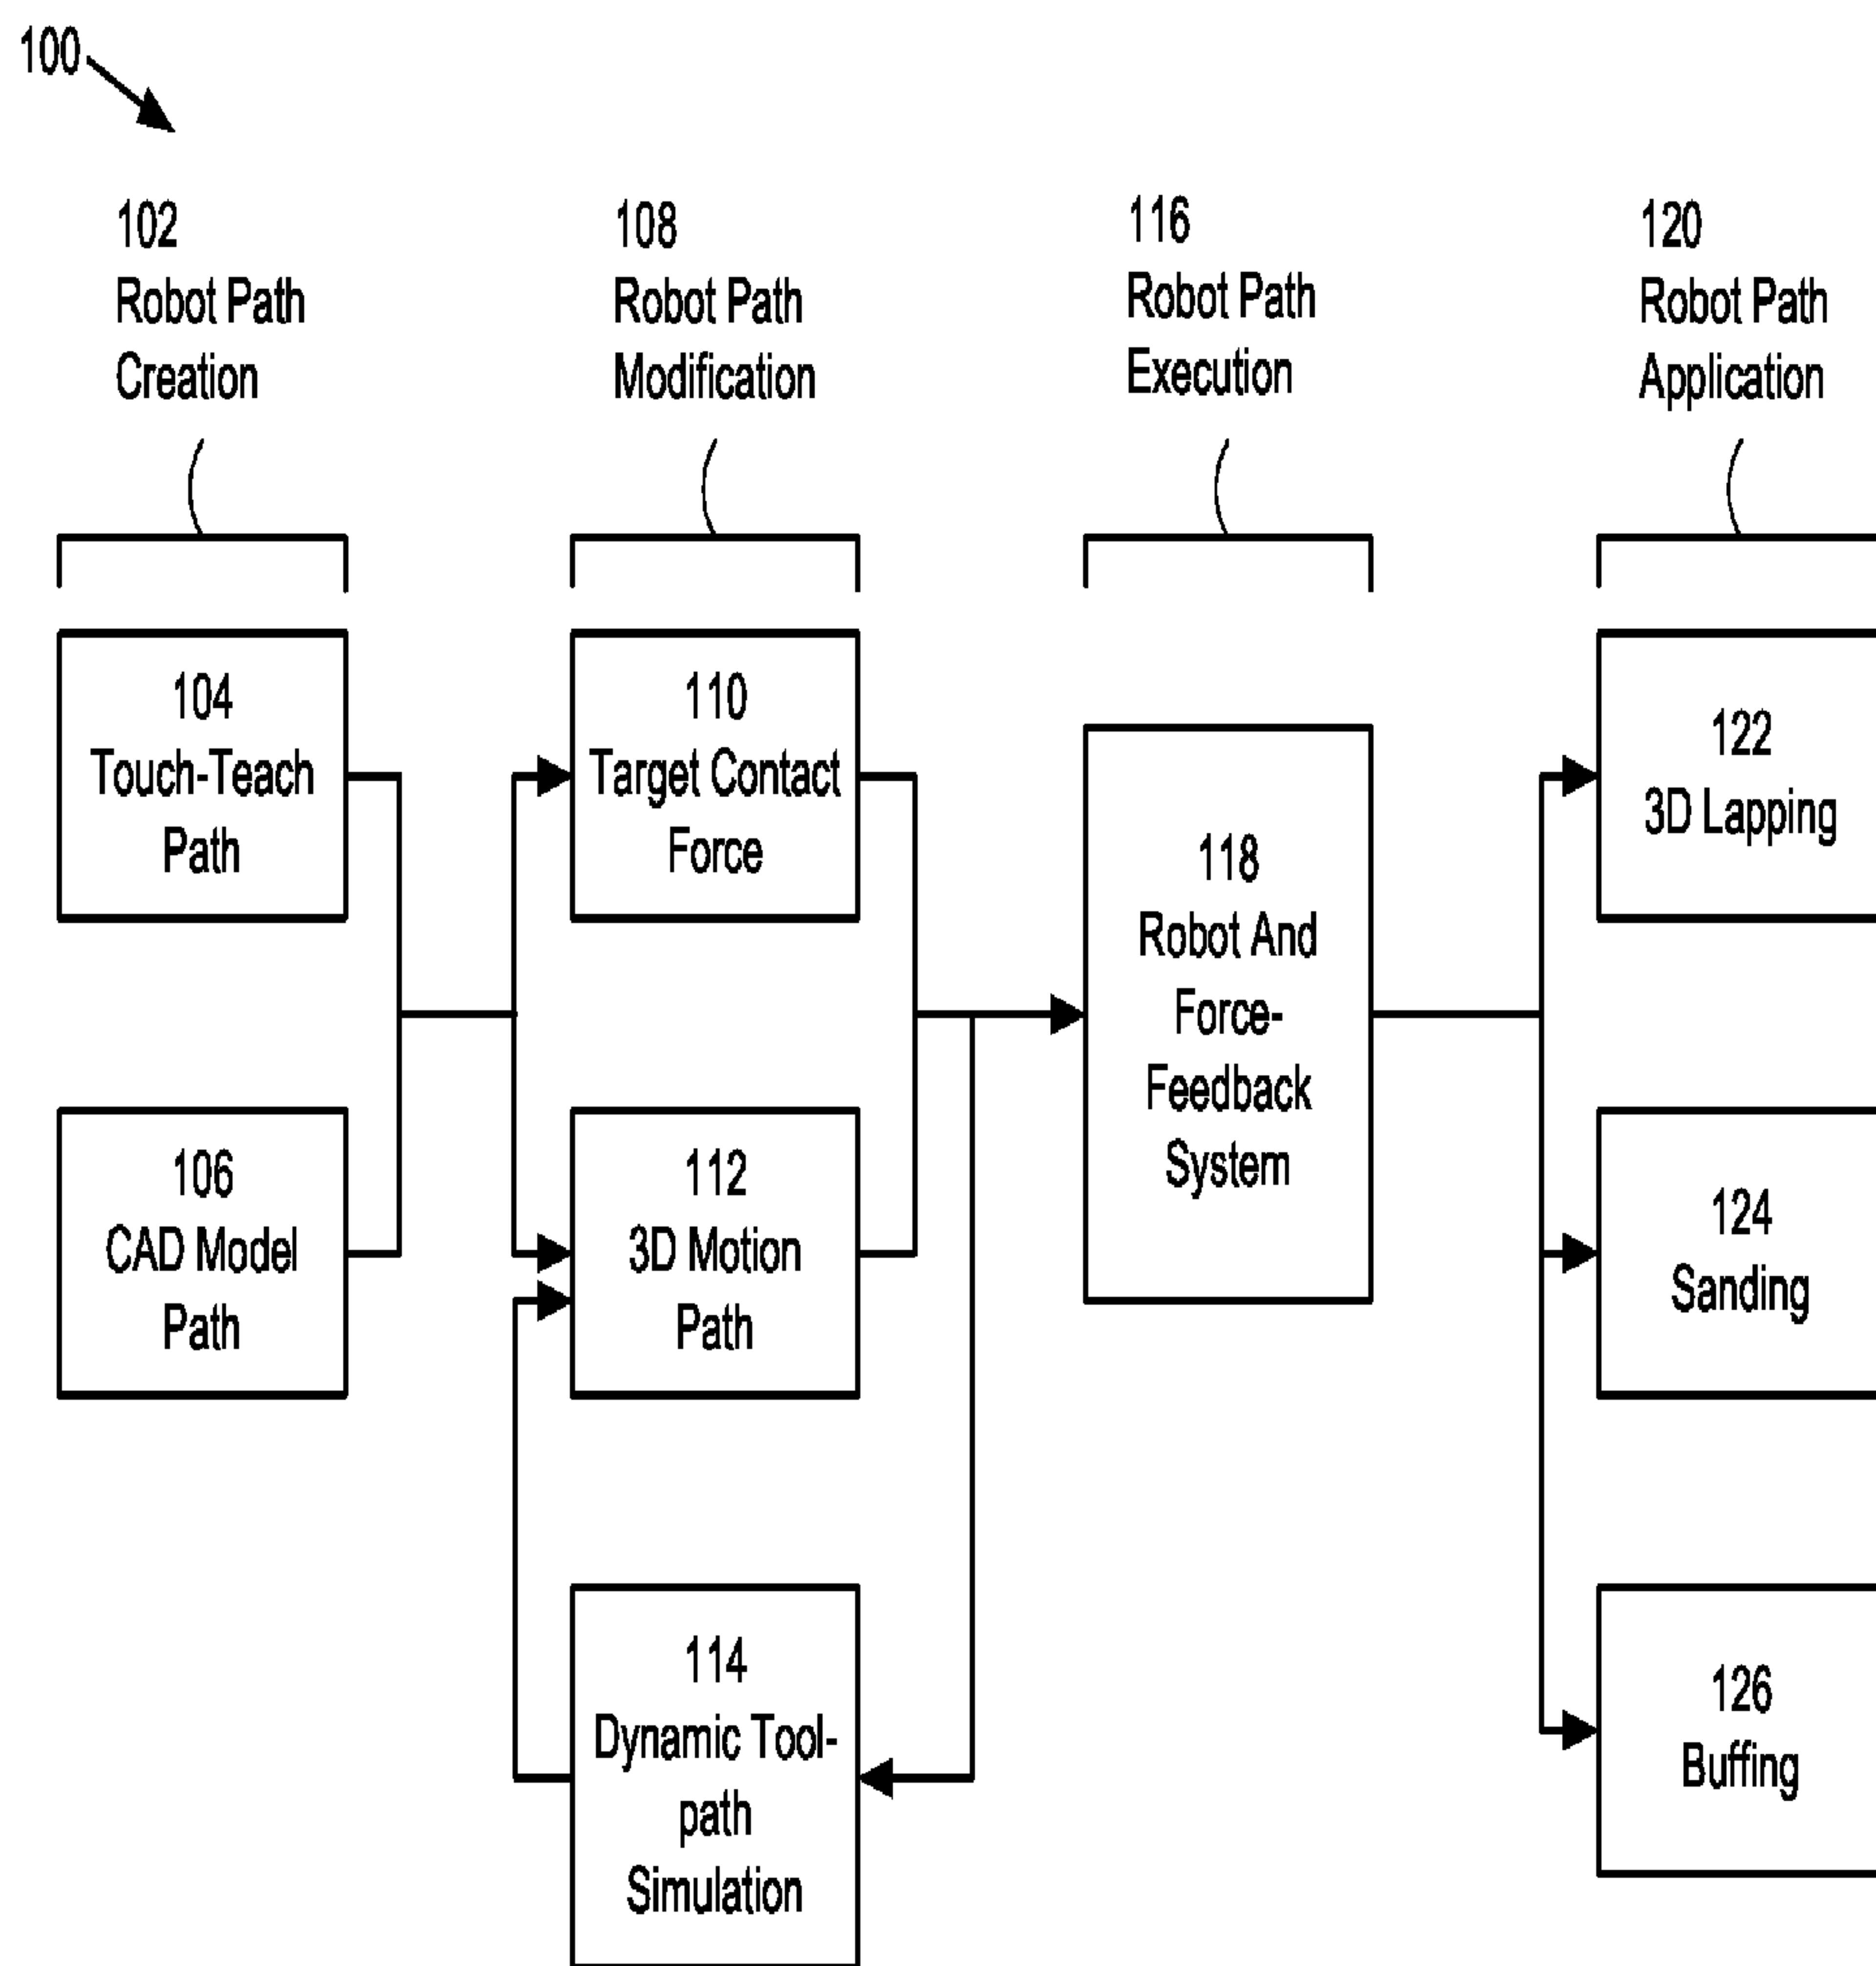 100
102
Robot Path
Creation
108
Robot Path
Modification
116
Robot Path
Execution
120
Robot Path
Application
104
Touch-Teach
Path
110
Target Contact
Force
118
Robot And
Force-
Feedback
System
122
3D Lapping
106
CAD Model
Path
112
3D Motion
Path
124
Sanding
114
Dynamic Tool-
path
Simulation
126
Buffing